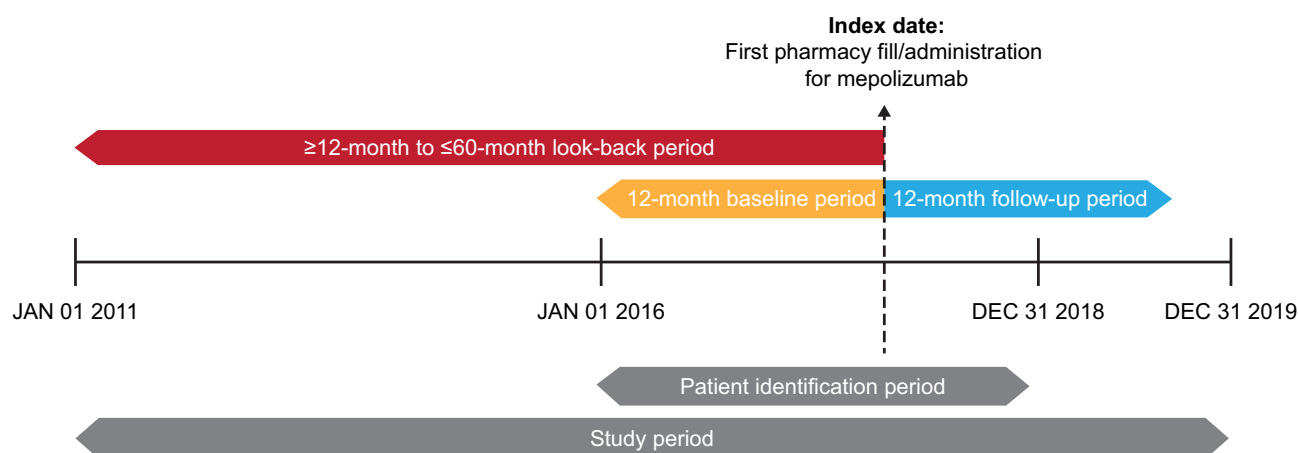 Index date:
First pharmacy fill/administration
for mepolizumab
≥12-month to ≤60-month look-back period
12-month baseline period
12-month follow-up period
JAN 01 2011
JAN 01 2016
DEC 31 2018
DEC 31 2019
Patient identification period
Study period